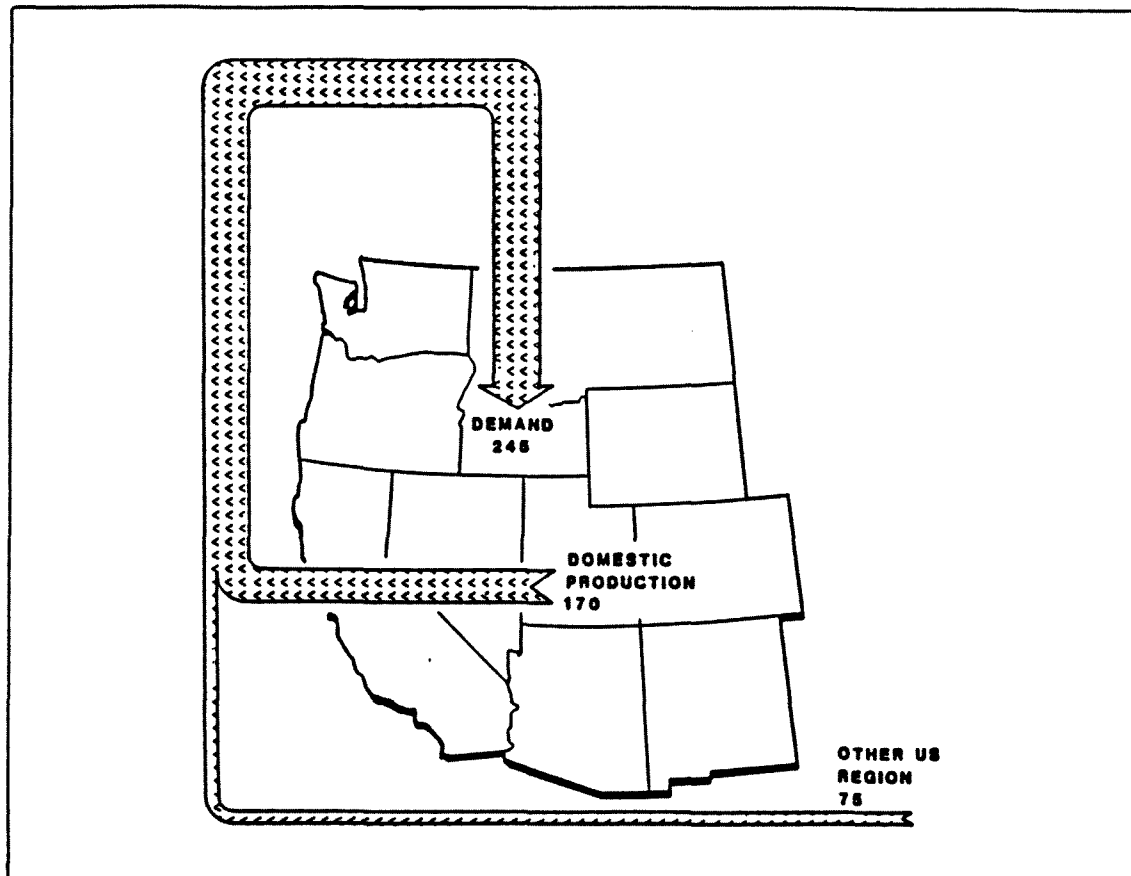 DEMAND
245
DOMESTIC
PRODUCTION
170
OTHER US
REGION
75